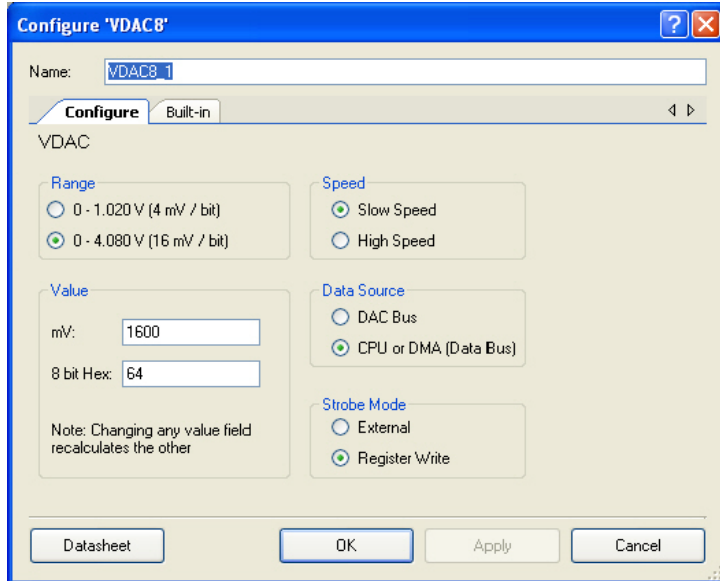 Configure 'VDAC8'
Name: VDAC8_1
Configure Built-in
VDAC
Range
0 - 1.020 V (4 mV / bit)
0 - 4.080 V (16 mV / bit)
Speed
Slow Speed
High Speed
Value
mV: 1600
8 bit Hex: 64
Note: Changing any value field
recalculates the other
Data Source
DAC Bus
CPU or DMA (Data Bus)
Strobe Mode
External
Register Write
Datasheet OK Apply Cancel